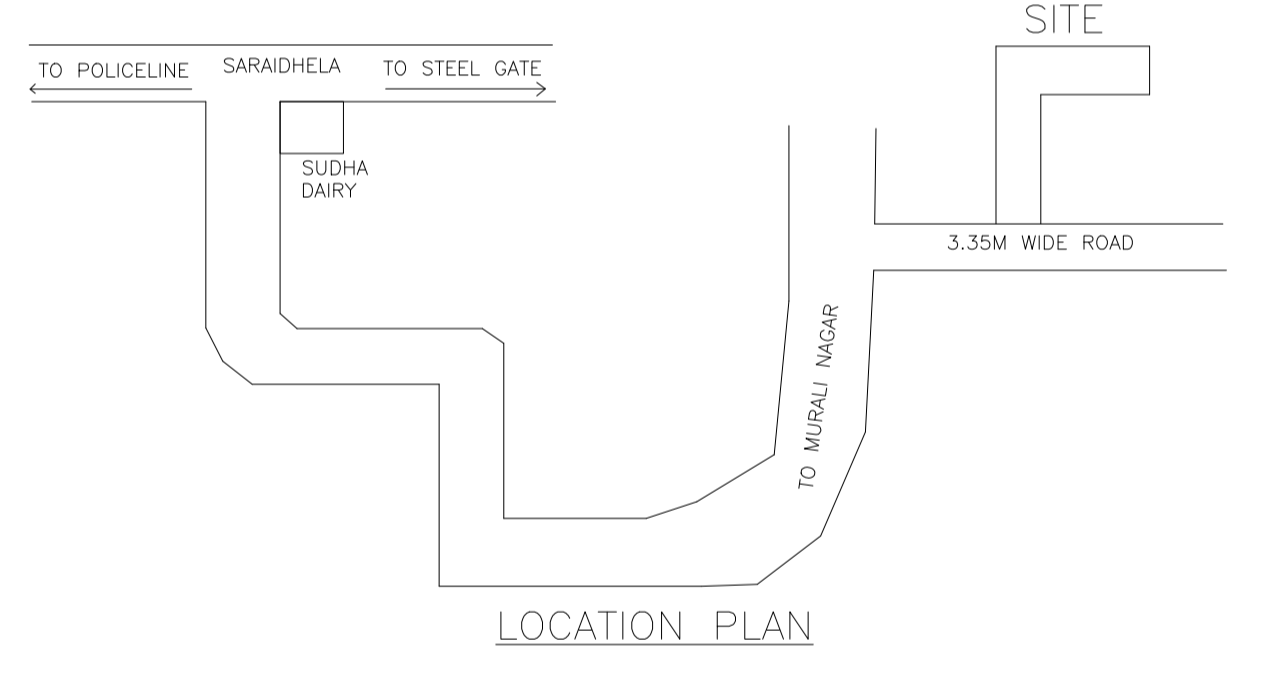 SITE
TO POLICELINE
SARAIDHELA
TO STEEL GATE
SUDHA
DAIRY
3.35M WIDE ROAD
TO MURALI NAGAR
LOCATION PLAN